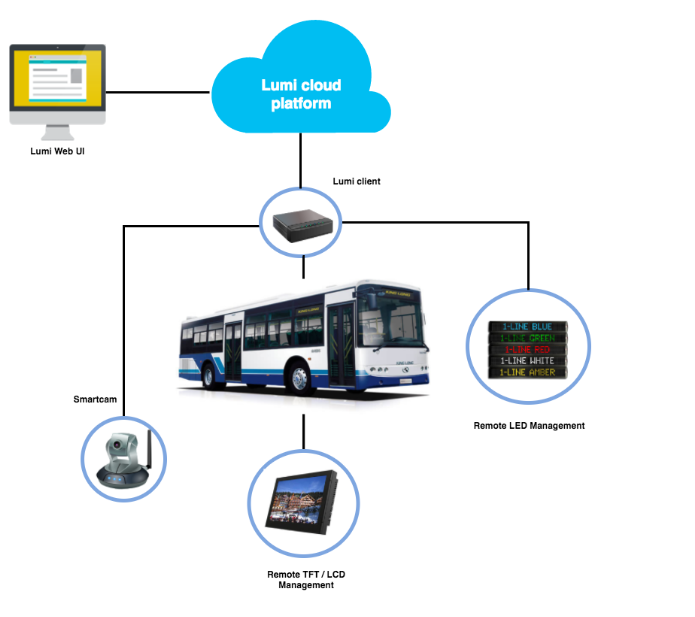 Lumi cloud
platform
Lumi Web UI
Lumi client
1-LINE BLUE
1-LINE GREEN
1-LINE RED
1-LINE WHITE
1-LINE AMBER
Smartcam
Remote LED Management
Remote TFT / LCD
Management